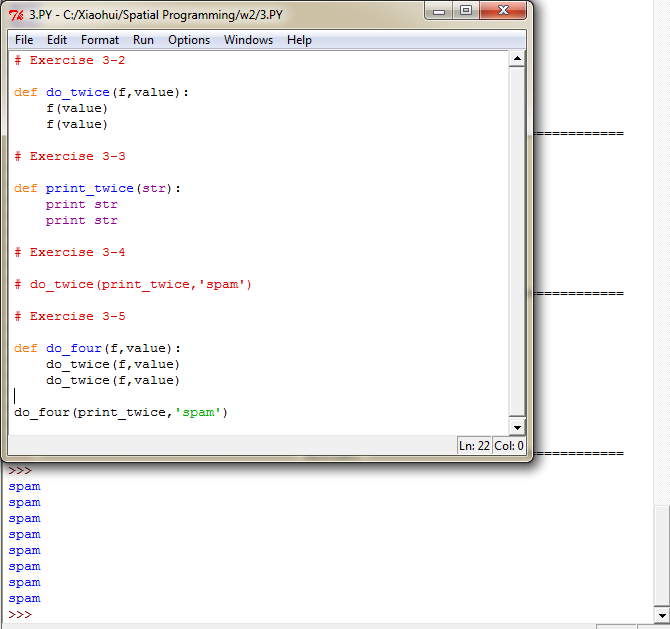 3.PY - C:/Xiaohui/Spatial Programming/w2/3.PY
File Edit Format Run Options Windows Help
# Exercise 3-2
def do_twice(f,value):
    f(value)
    f(value)
# Exercise 3-3
def print_twice(str):
    print str
    print str
# Exercise 3-4
# do_twice(print_twice,'spam')
# Exercise 3-5
def do_four(f,value):
    do_twice(f,value)
    do_twice(f,value)
do_four(print_twice,'spam')
Ln: 22 Col: 0
>>>
spam
spam
spam
spam
spam
spam
spam
spam
>>>